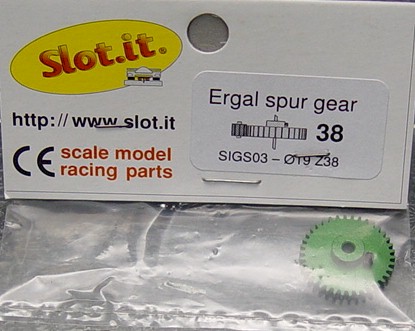 Slot.it®
http://www.slot.it
CE scale model
racing parts
Ergal spur gear
38
SIGS03 – Ø19 Z38